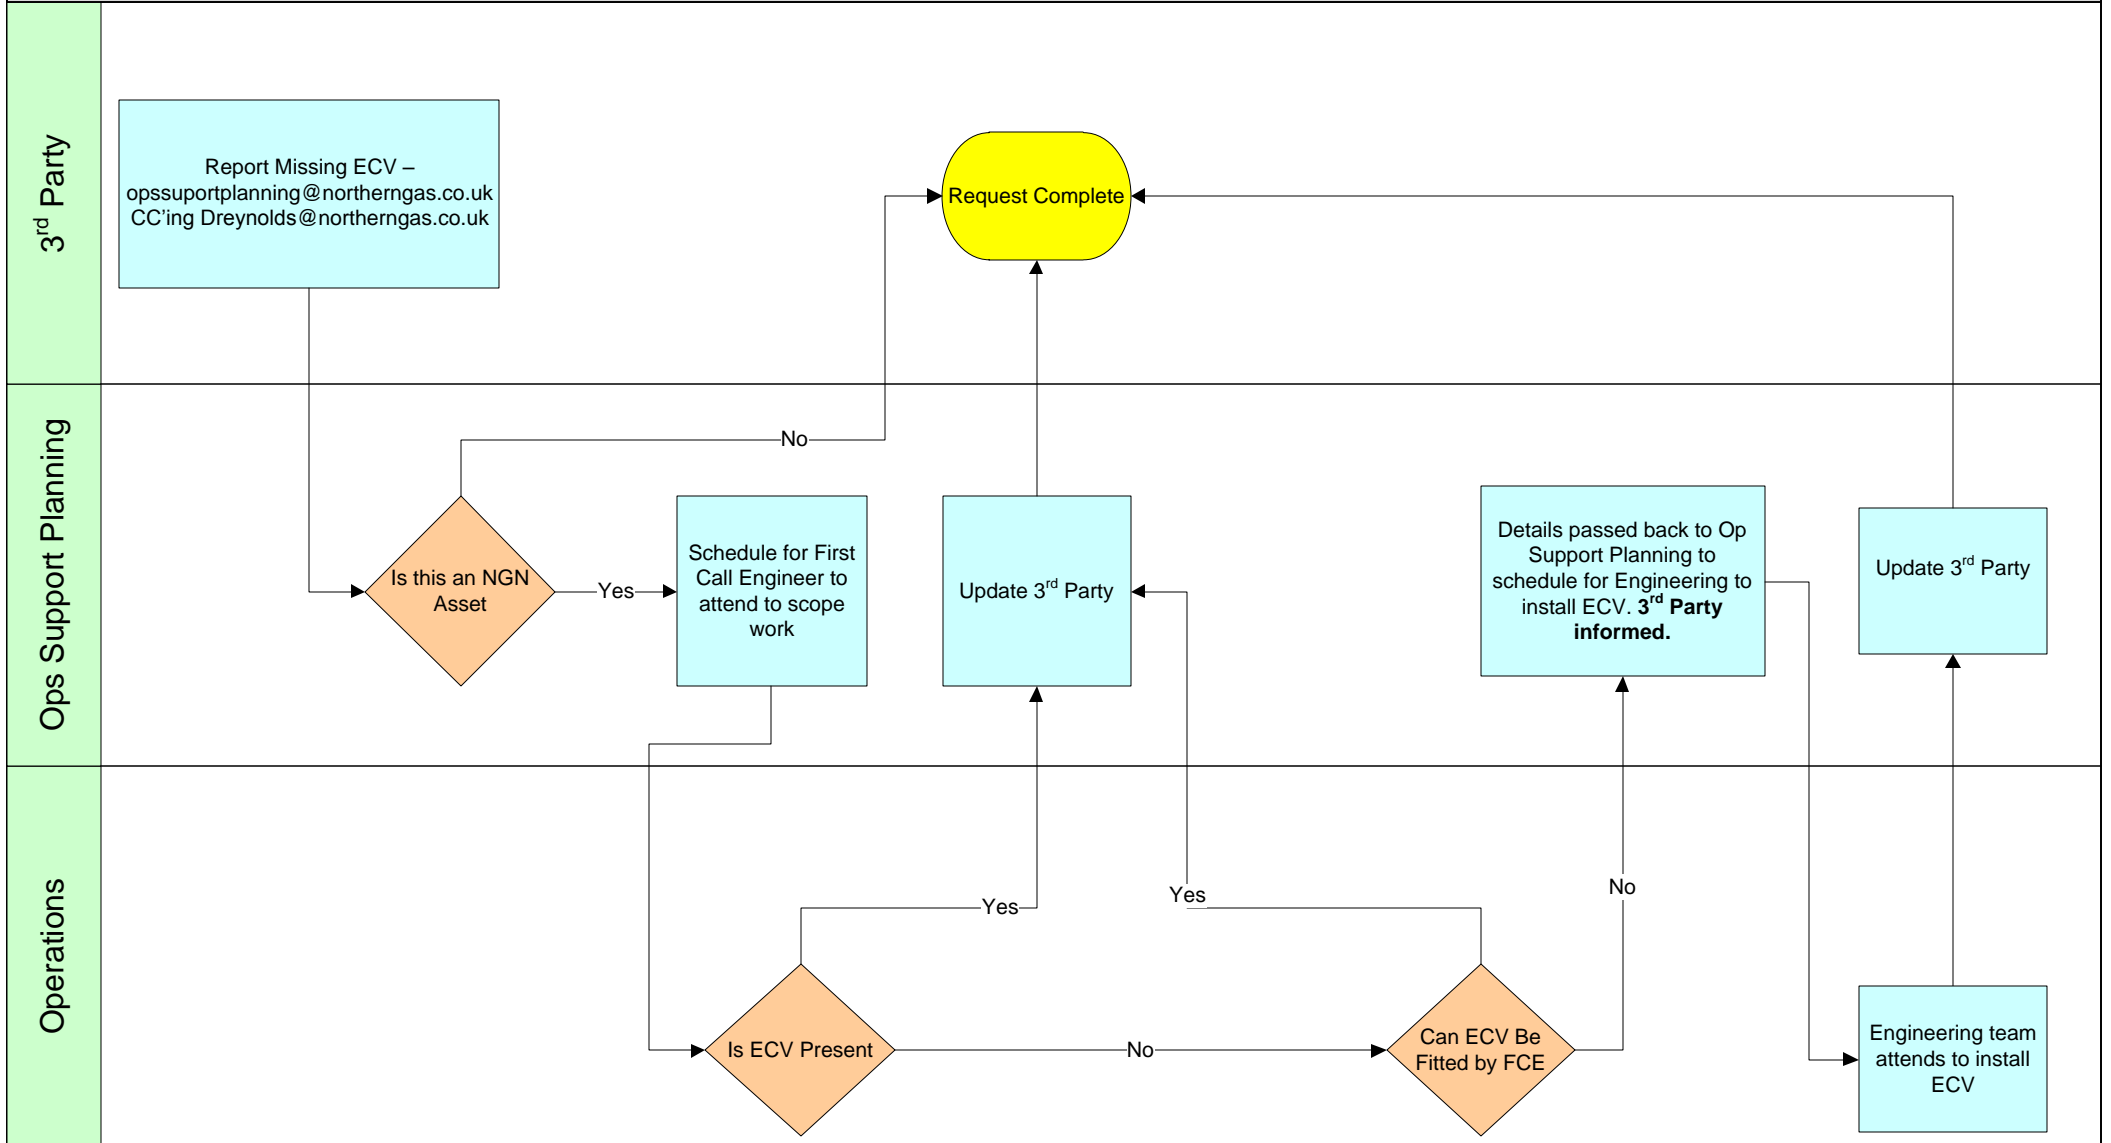 3rd Party
Report Missing ECV –
opssuportplanning@northerngas.co.uk
CC'ing Dreynolds@northerngas.co.uk
Request Complete
Ops Support Planning
No
Is this an NGN
Asset
Yes
Schedule for First
Call Engineer to
attend to scope
work
Update 3rd Party
Details passed back to Op
Support Planning to
schedule for Engineering to
install ECV. 3rd Party
informed.
Update 3rd Party
Operations
Is ECV Present
Yes
No
Yes
Can ECV Be
Fitted by FCE
No
Engineering team
attends to install
ECV